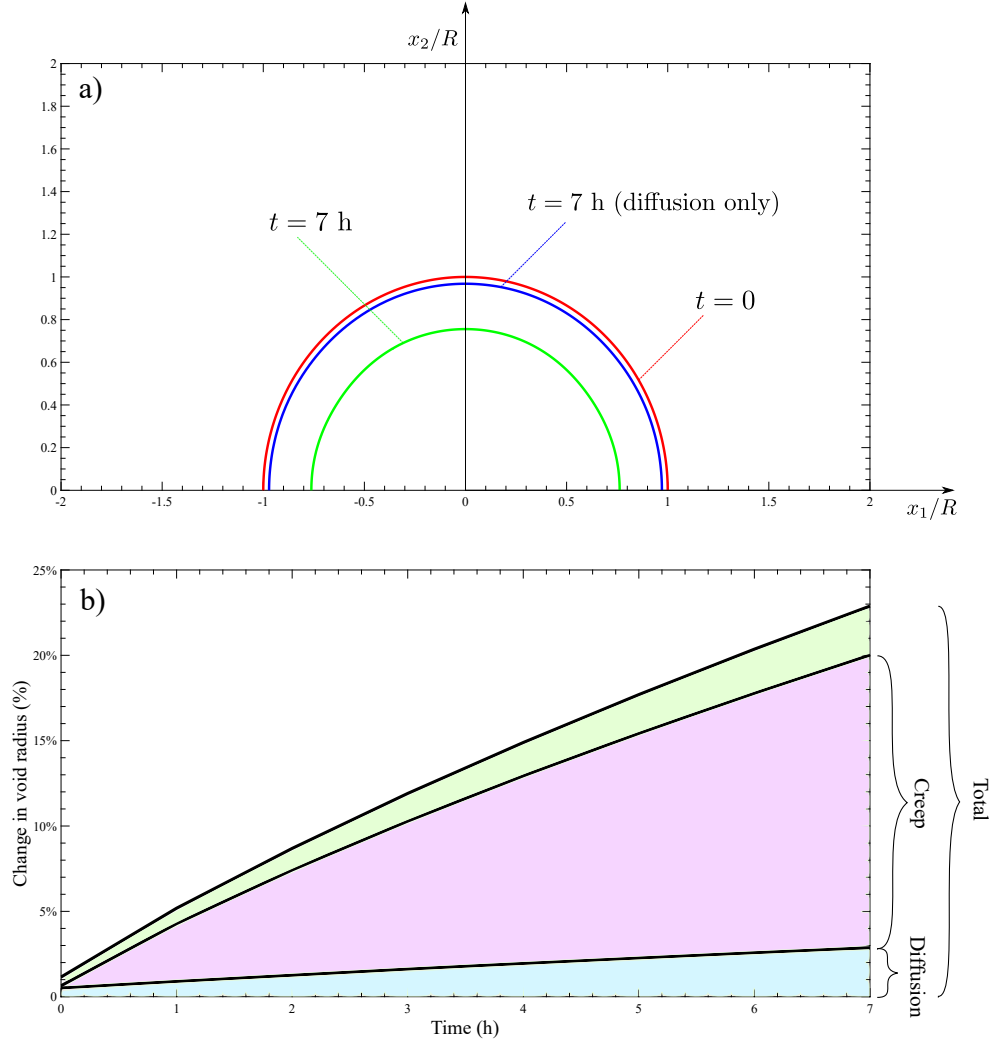 x₂/R
a)
2
1.8
1.6
1.4
1.2
1
0.8
0.6
0.4
0.2
0
t = 7 h
t = 7 h (diffusion only)
t = 0
-2 -1.5 -1 -0.5 0 0.5 1 1.5 2
x₁/R
b)
25%
20%
15%
10%
5%
0
Change in void radius (%)
0 1 2 3 4 5 6 7
Time (h)
Creep
Diffusion
Total